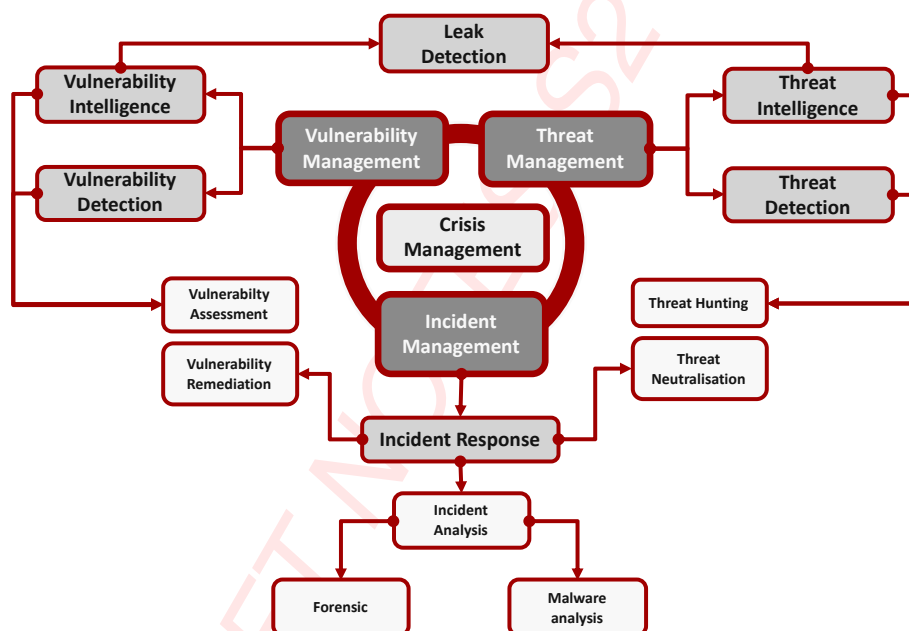 Leak
Detection
Vulnerability
Intelligence
Threat
Intelligence
Vulnerability
Management
Threat
Management
Vulnerability
Detection
Threat
Detection
Crisis
Management
Vulnerabilty
Assessment
Threat Hunting
Incident
Management
Vulnerability
Remediation
Threat
Neutralisation
Incident Response
Incident
Analysis
Forensic
Malware
analysis